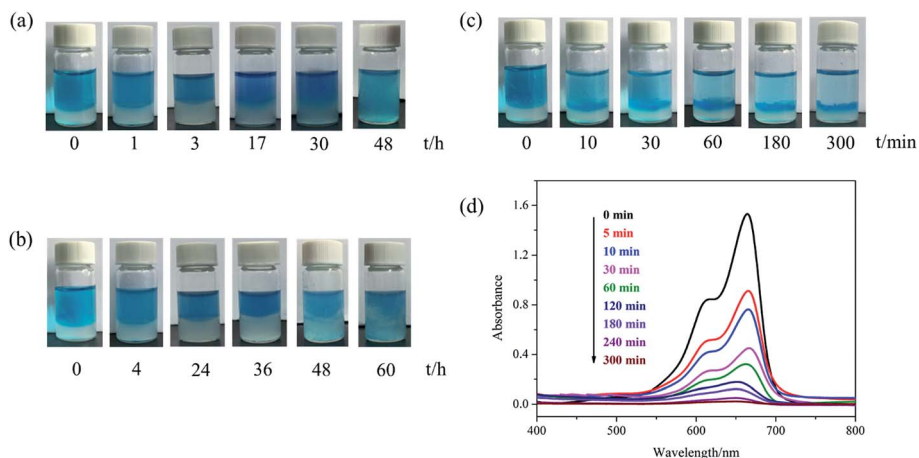 (a)
0 1 3 17 30 48 t/h
(b)
0 4 24 36 48 60 t/h
(c)
0 10 30 60 180 300 t/min
(d)
1.6
1.2
0.8
0.4
0.0
Absorbance
0 min
5 min
10 min
30 min
60 min
120 min
180 min
240 min
300 min
400 500 600 700 800
Wavelength/nm